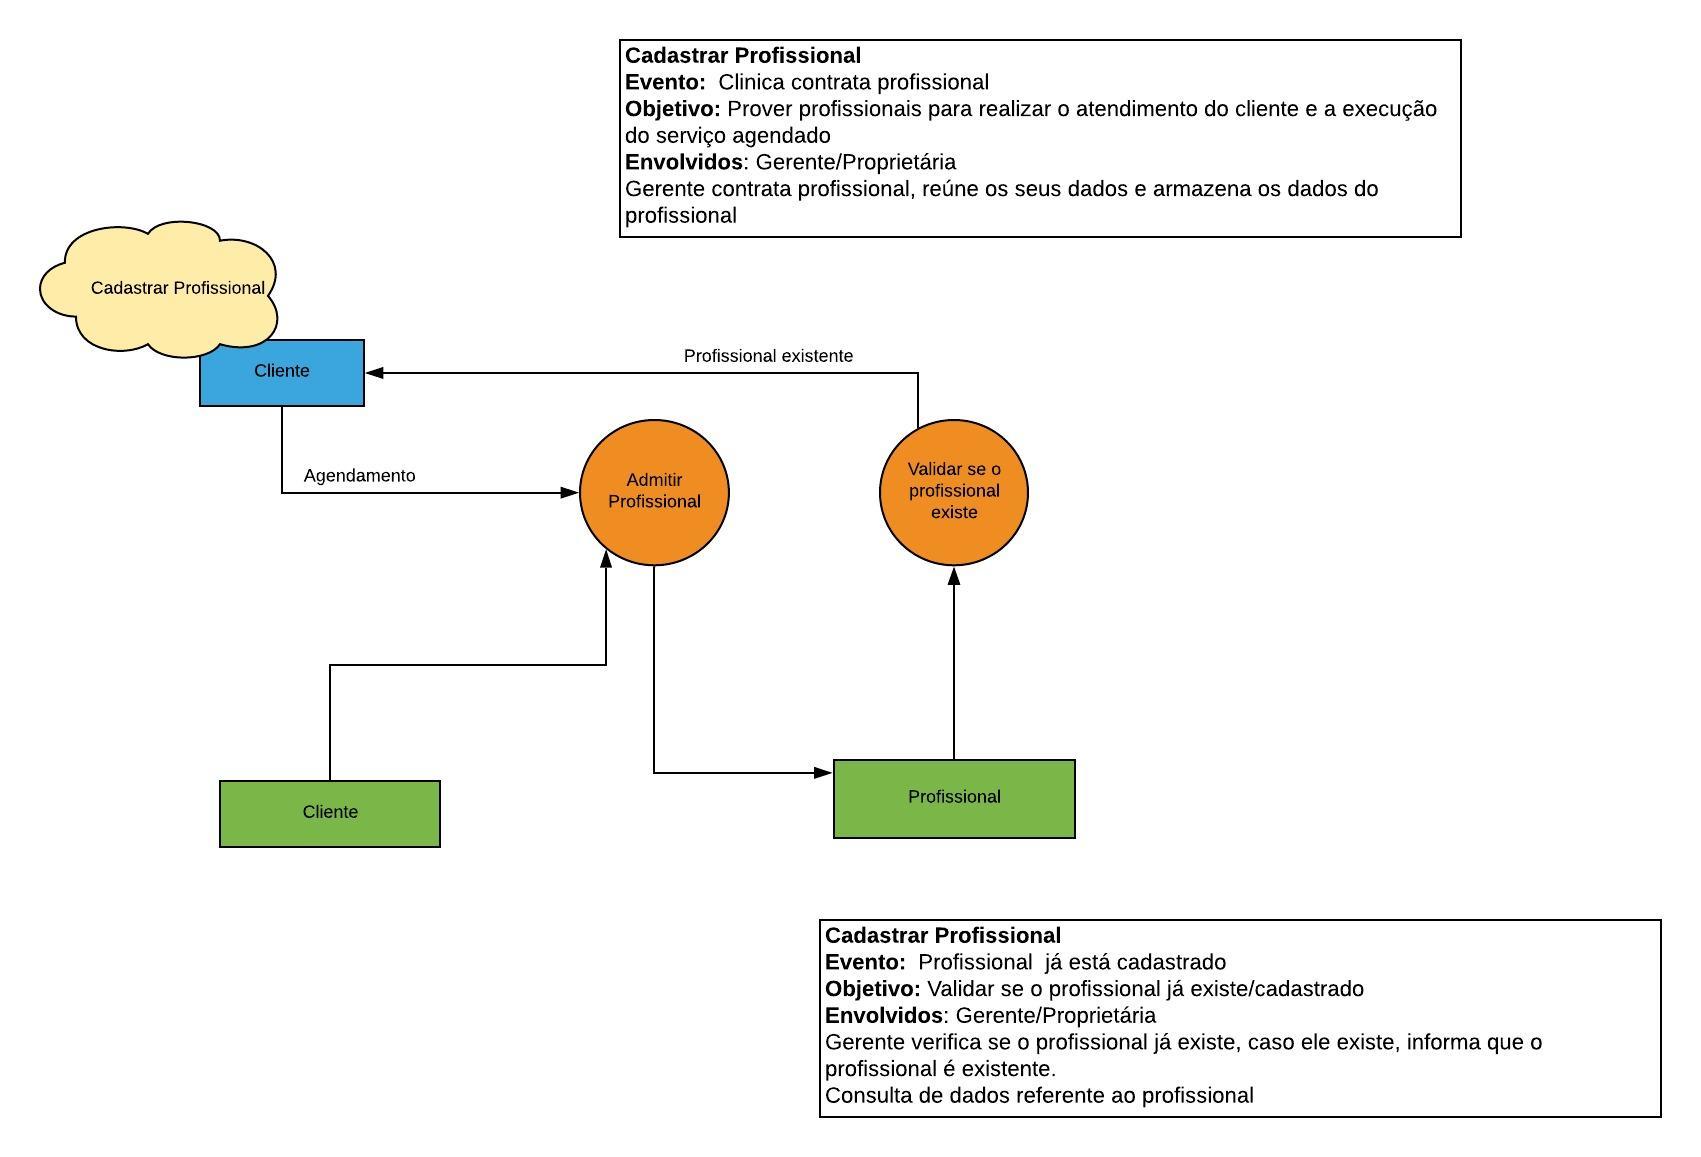 Cadastrar Profissional
Evento:  Clinica contrata profissional
Objetivo: Prover profissionais para realizar o atendimento do cliente e a execução
do serviço agendado
Envolvidos: Gerente/Proprietária
Gerente contrata profissional, reúne os seus dados e armazena os dados do
profissional
Cadastrar Profissional
Cliente
Profissional existente
Agendamento
Admitir
Profissional
Validar se o
profissional
existe
Cliente
Profissional
Cadastrar Profissional
Evento:  Profissional  já está cadastrado
Objetivo: Validar se o profissional já existe/cadastrado
Envolvidos: Gerente/Proprietária
Gerente verifica se o profissional já existe, caso ele existe, informa que o
profissional é existente.
Consulta de dados referente ao profissional